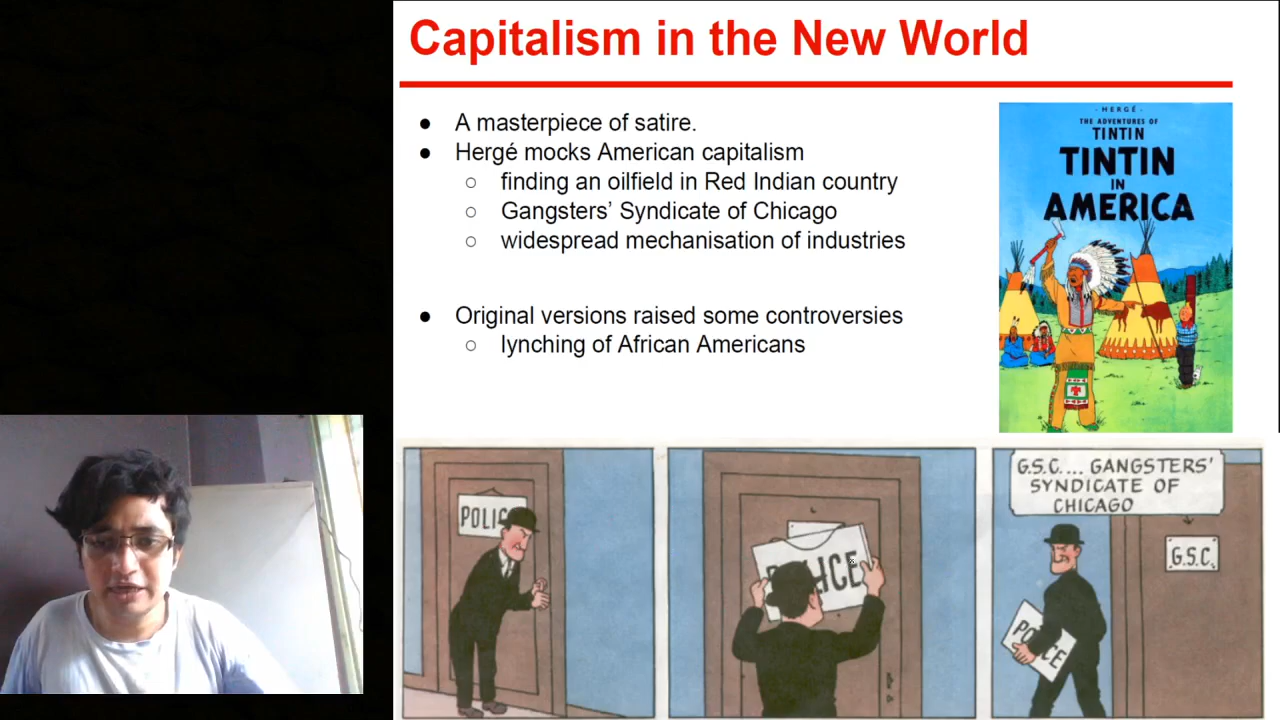 Capitalism in the New World
● A masterpiece of satire.
● Hergé mocks American capitalism
○ finding an oilfield in Red Indian country
○ Gangsters' Syndicate of Chicago
○ widespread mechanisation of industries
● Original versions raised some controversies
○ lynching of African Americans
- HERGÉ -
THE ADVENTURES OF
TINTIN
TINTIN
IN
AMERICA
POLIC
ICE
G.S.C.... GANGSTERS'
SYNDICATE OF
CHICAGO
G.S.C.
POLICE